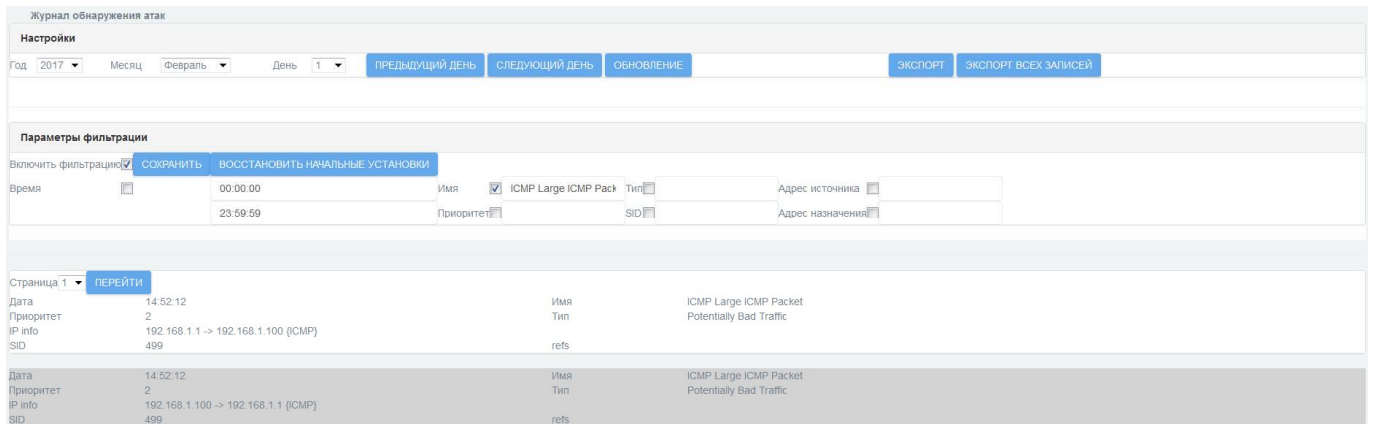 Журнал обнаружения атак
Настройки
Год 2017 Месяц Февраль День 1 ПРЕДЫДУЩИЙ ДЕНЬ СЛЕДУЮЩИЙ ДЕНЬ ОБНОВЛЕНИЕ ЭКСПОРТ ЭКСПОРТ ВСЕХ ЗАПИСЕЙ
Параметры фильтрации
Включить фильтрацию СОХРАНИТЬ ВОССТАНОВИТЬ НАЧАЛЬНЫЕ УСТАНОВКИ
Время 00:00:00 Имя ICMP Large ICMP Pack Тип Адрес источника
23:59:59 Приоритет SID Адрес назначения
Страница 1 ПЕРЕЙТИ
Дата 14:52:12 Имя ICMP Large ICMP Packet
Приоритет 2 Тип Potentially Bad Traffic
IP info 192.168.1.1 -> 192.168.1.100 {ICMP}
SID 499 refs
Дата 14:52:12 Имя ICMP Large ICMP Packet
Приоритет 2 Тип Potentially Bad Traffic
IP info 192.168.1.100 -> 192.168.1.1 {ICMP}
SID 499 refs